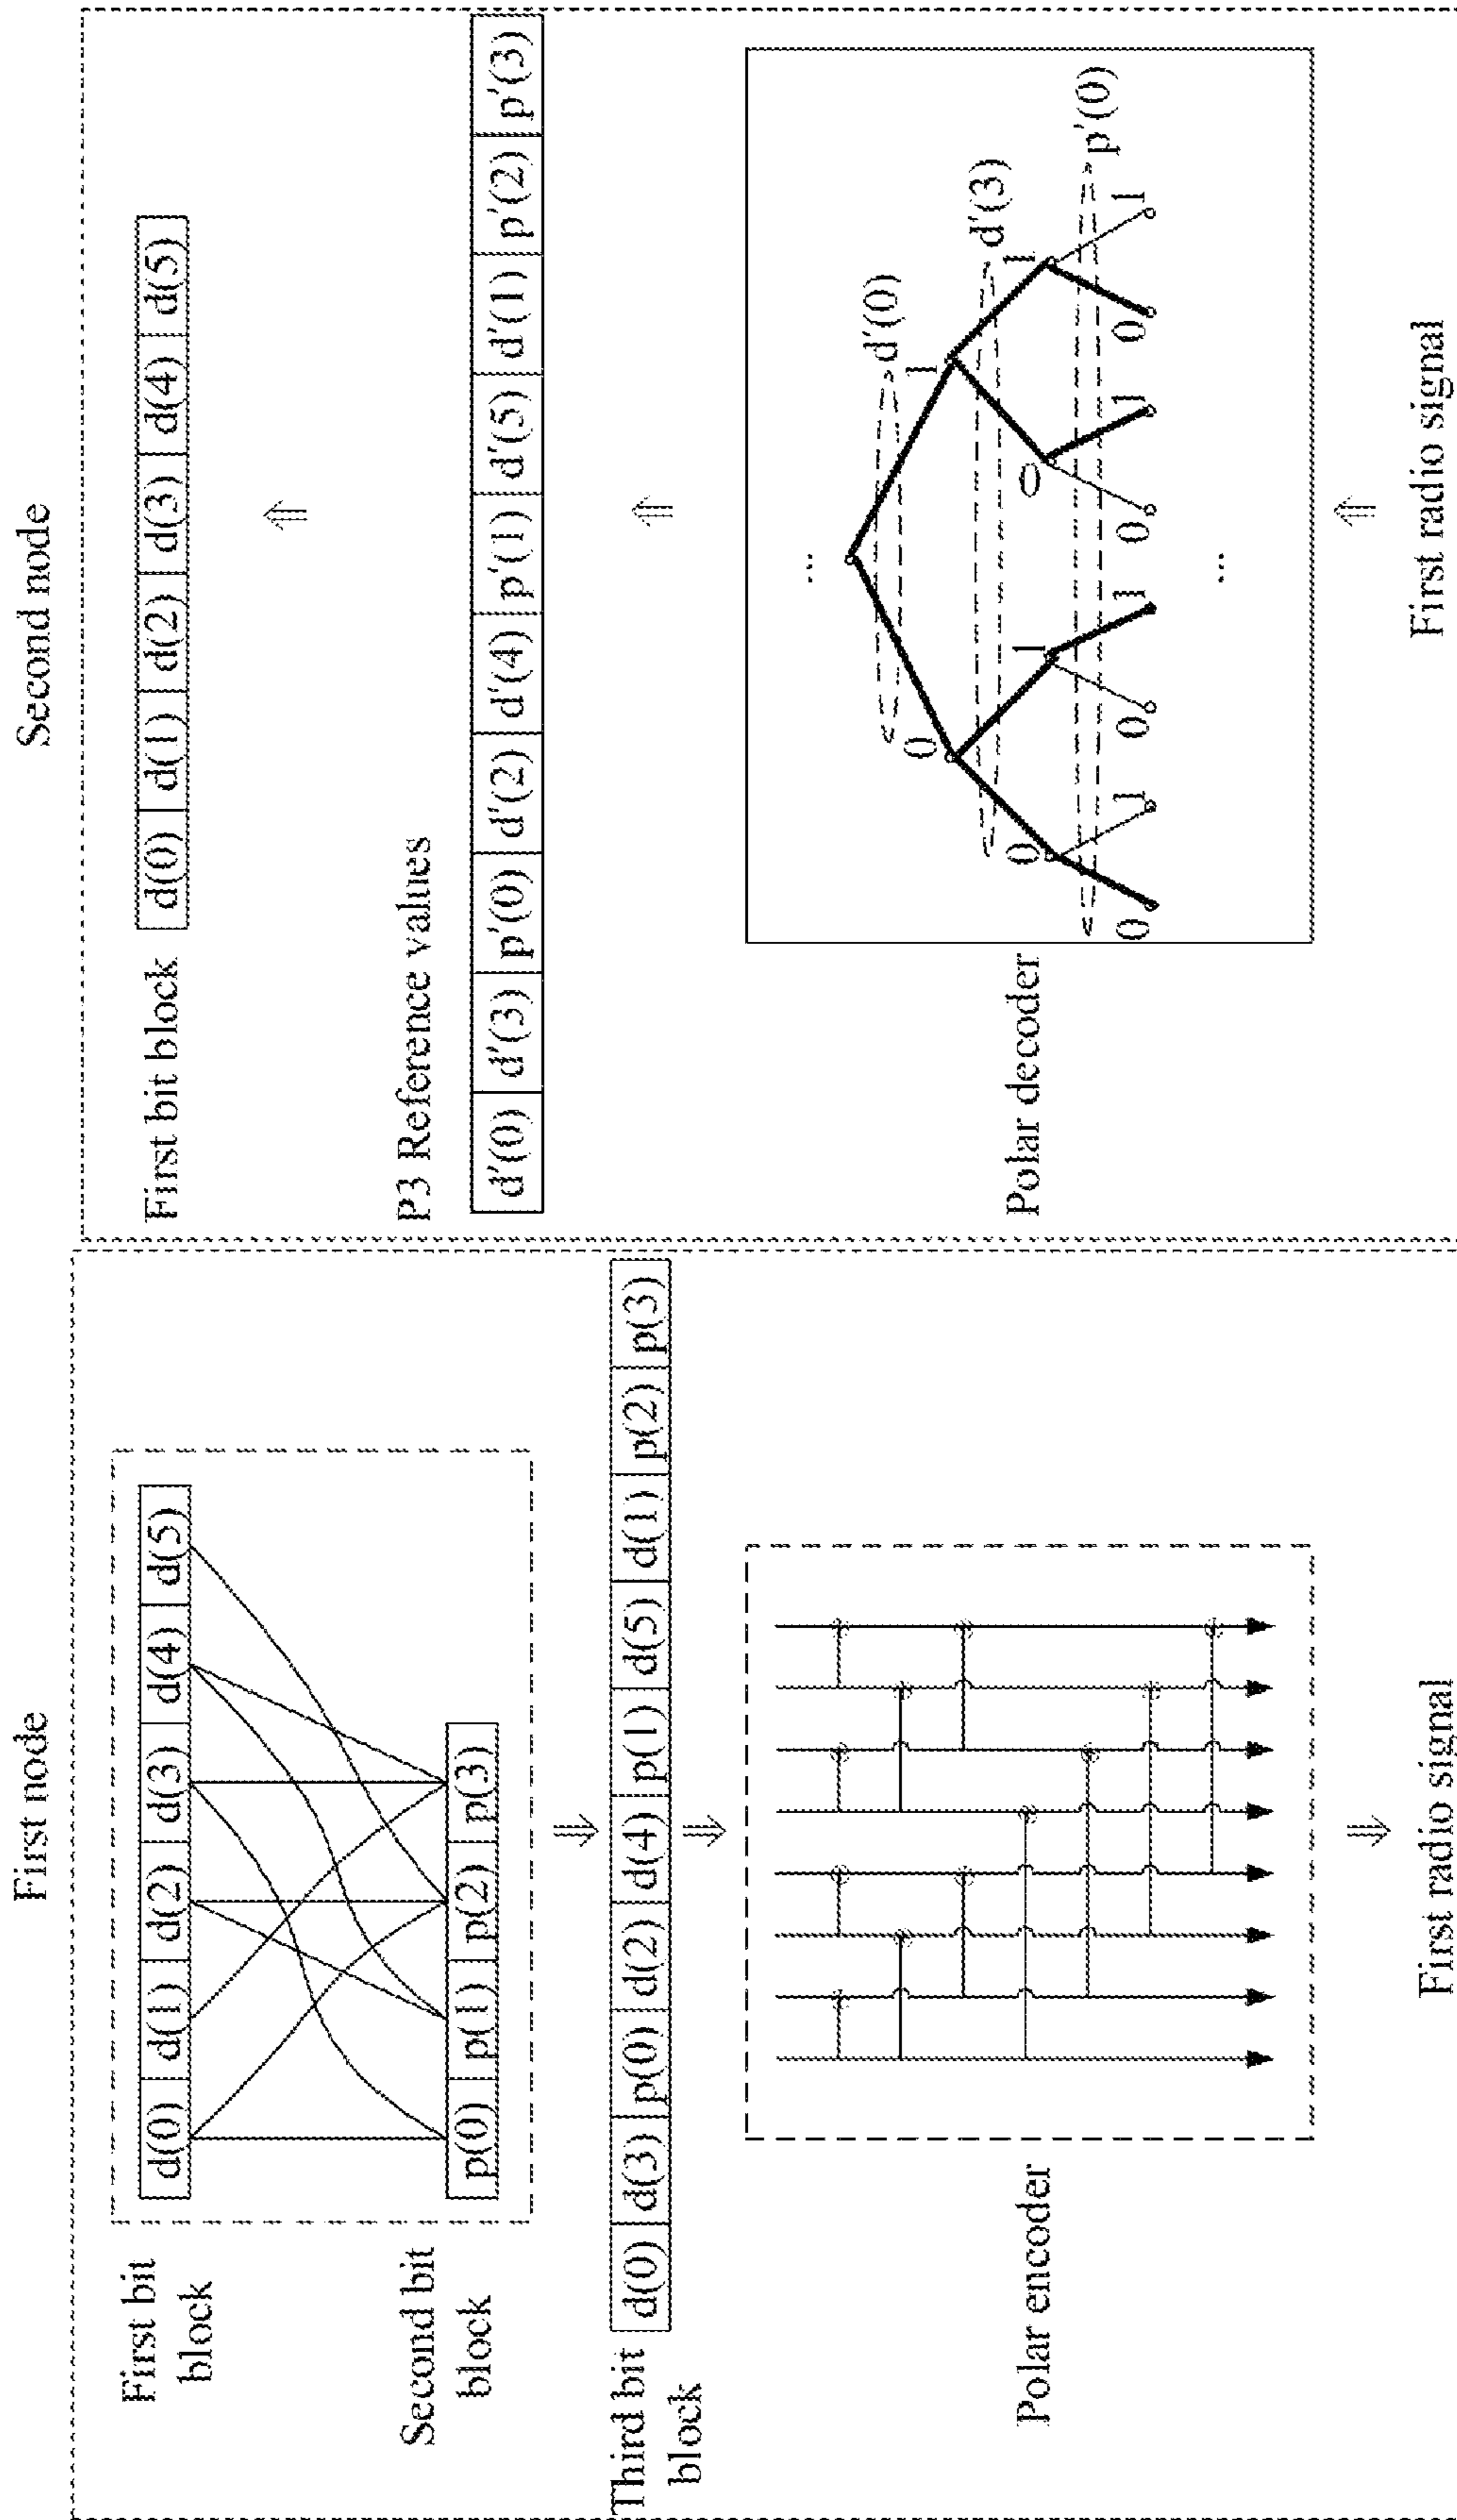 First node
First bit
block
d(0) d(1) d(2) d(3) d(4) d(5)
Second bit
block
p(0) p(1) p(2) p(3)
Third bit
block
d(0) d(3) p(0) d(2) d(4) p(1) d(5) d(1) p(2) p(3)
Polar encoder
First radio signal
Second node
First bit block
d(0) d(1) d(2) d(3) d(4) d(5)
P3 Reference values
d'(0) d'(3) p'(0) d'(2) d'(4) p'(1) d'(5) d'(1) p'(2) p'(3)
Polar decoder
...
d'(0)
0 1
d'(3)
0 1 0 1
p'(0)
0 1 0 1 0 1 0 1
...
First radio signal